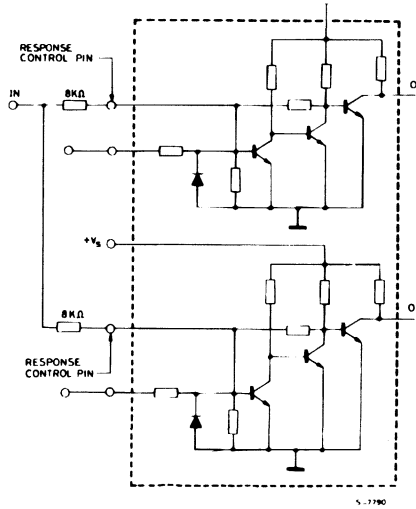 RESPONSE
CONTROL PIN
IN
8KΩ
O
+Vs
8KΩ
O
RESPONSE
CONTROL PIN
S-7790